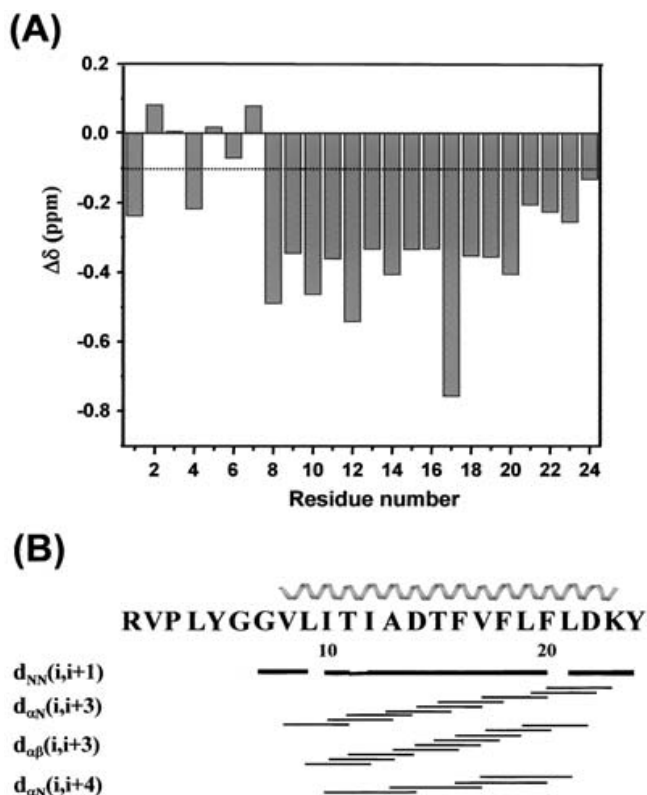 (A)
0.2
0.0
-0.2
-0.4
-0.6
-0.8
Δδ (ppm)
2 4 6 8 10 12 14 16 18 20 22 24
Residue number
(B)
RVPLYGGVLITIADTFVFLFLDKY
10 20
dNN(i,i+1)
dαN(i,i+3)
dαβ(i,i+3)
dαN(i,i+4)